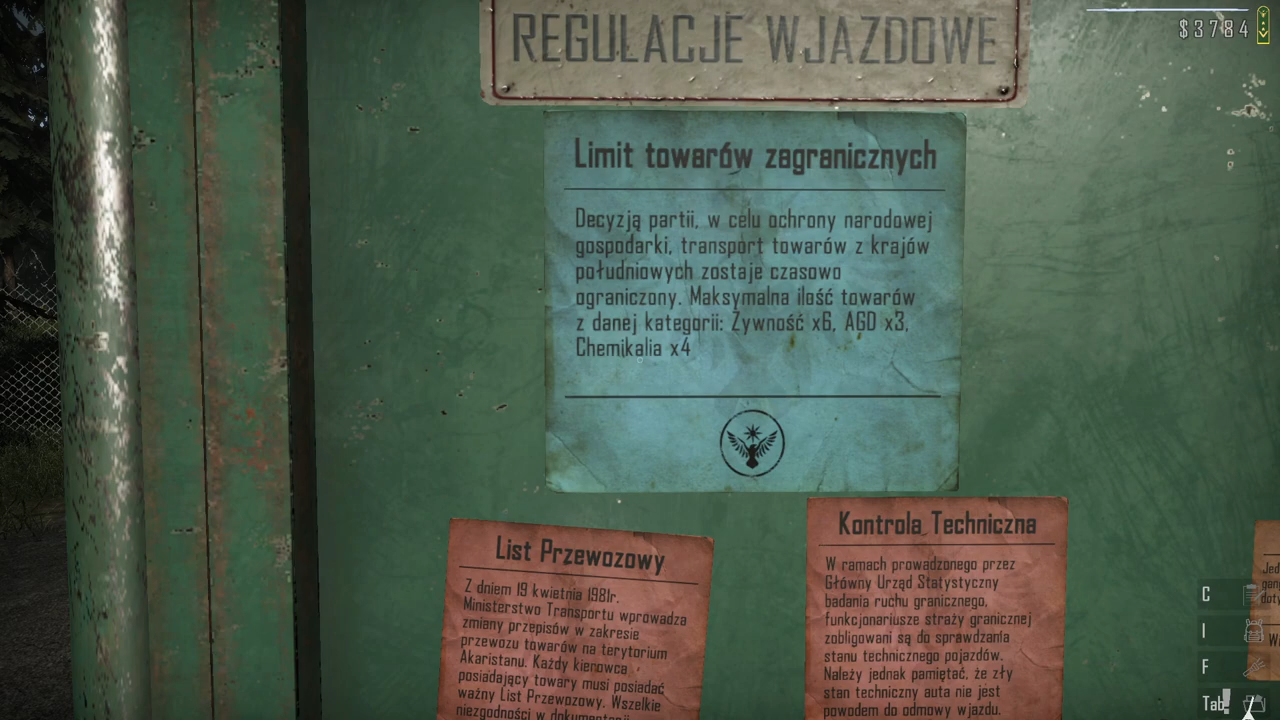 REGULACJE WJAZDOWE
$3784
Limit towarów zagranicznych
Decyzją partii, w celu ochrony narodowej
gospodarki, transport towarów z krajów
południowych zostaje czasowo
ograniczony. Maksymalna ilość towarów
z danej kategorii: Żywność x6, AGD x3,
Chemikalia x4
List Przewozowy
Z dniem 19 kwietnia 1981r.
Ministerstwo Transportu wprowadza
zmiany przepisów w zakresie
przewozu towarów na terytorium
Akaristanu. Każdy kierowca
posiadający towary musi posiadać
ważny List Przewozowy. Wszelkie
niezgodności w
Kontrola Techniczna
W ramach prowadzonego przez
Główny Urząd Statystyczny
badania ruchu granicznego,
funkcjonariusze straży granicznej
zobligowani są do sprawdzania
stanu technicznego pojazdów.
Należy jednak pamiętać, że zły
stan techniczny auta nie jest
powodem do odmowy wjazdu.
C
I
F
Tab